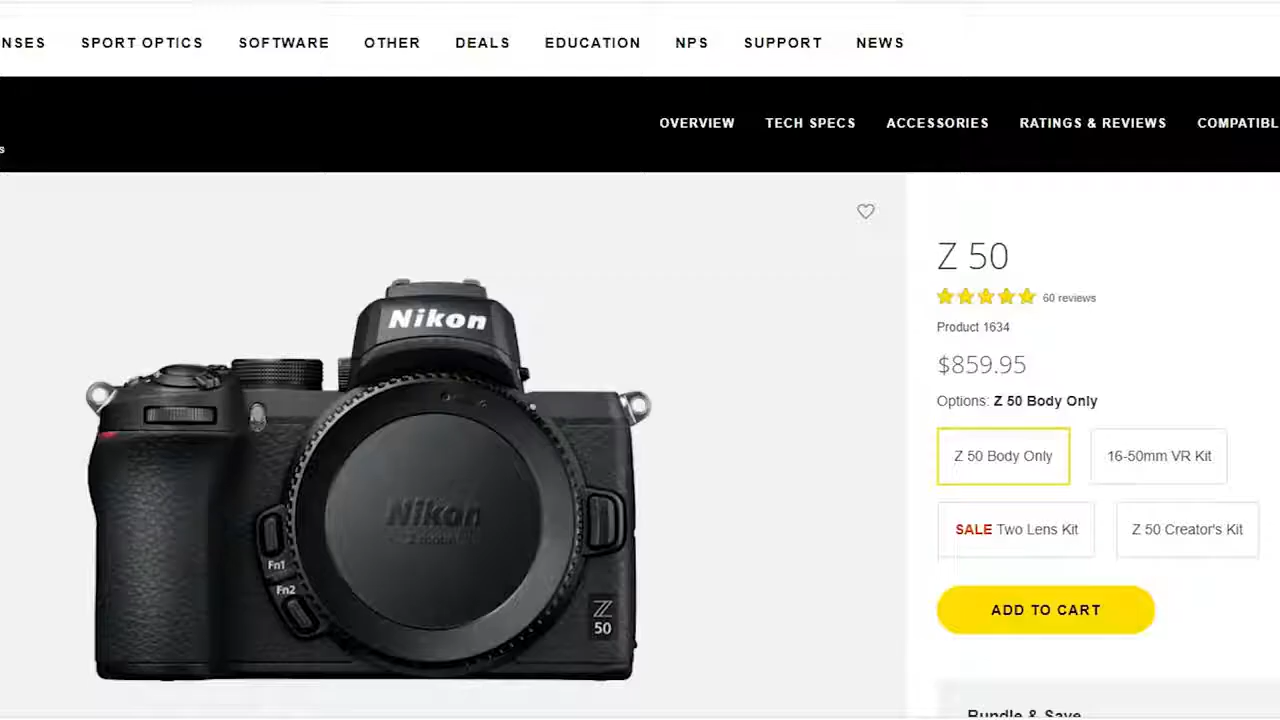 NSES SPORT OPTICS SOFTWARE OTHER DEALS EDUCATION NPS SUPPORT NEWS
OVERVIEW TECH SPECS ACCESSORIES RATINGS & REVIEWS COMPATIBL
s
Z 50
60 reviews
Product 1634
$859.95
Options: Z 50 Body Only
Z 50 Body Only 16-50mm VR Kit
SALE Two Lens Kit Z 50 Creator's Kit
ADD TO CART
Bundle & Save
Nikon
Nikon
Fn1
Fn2
Z
50